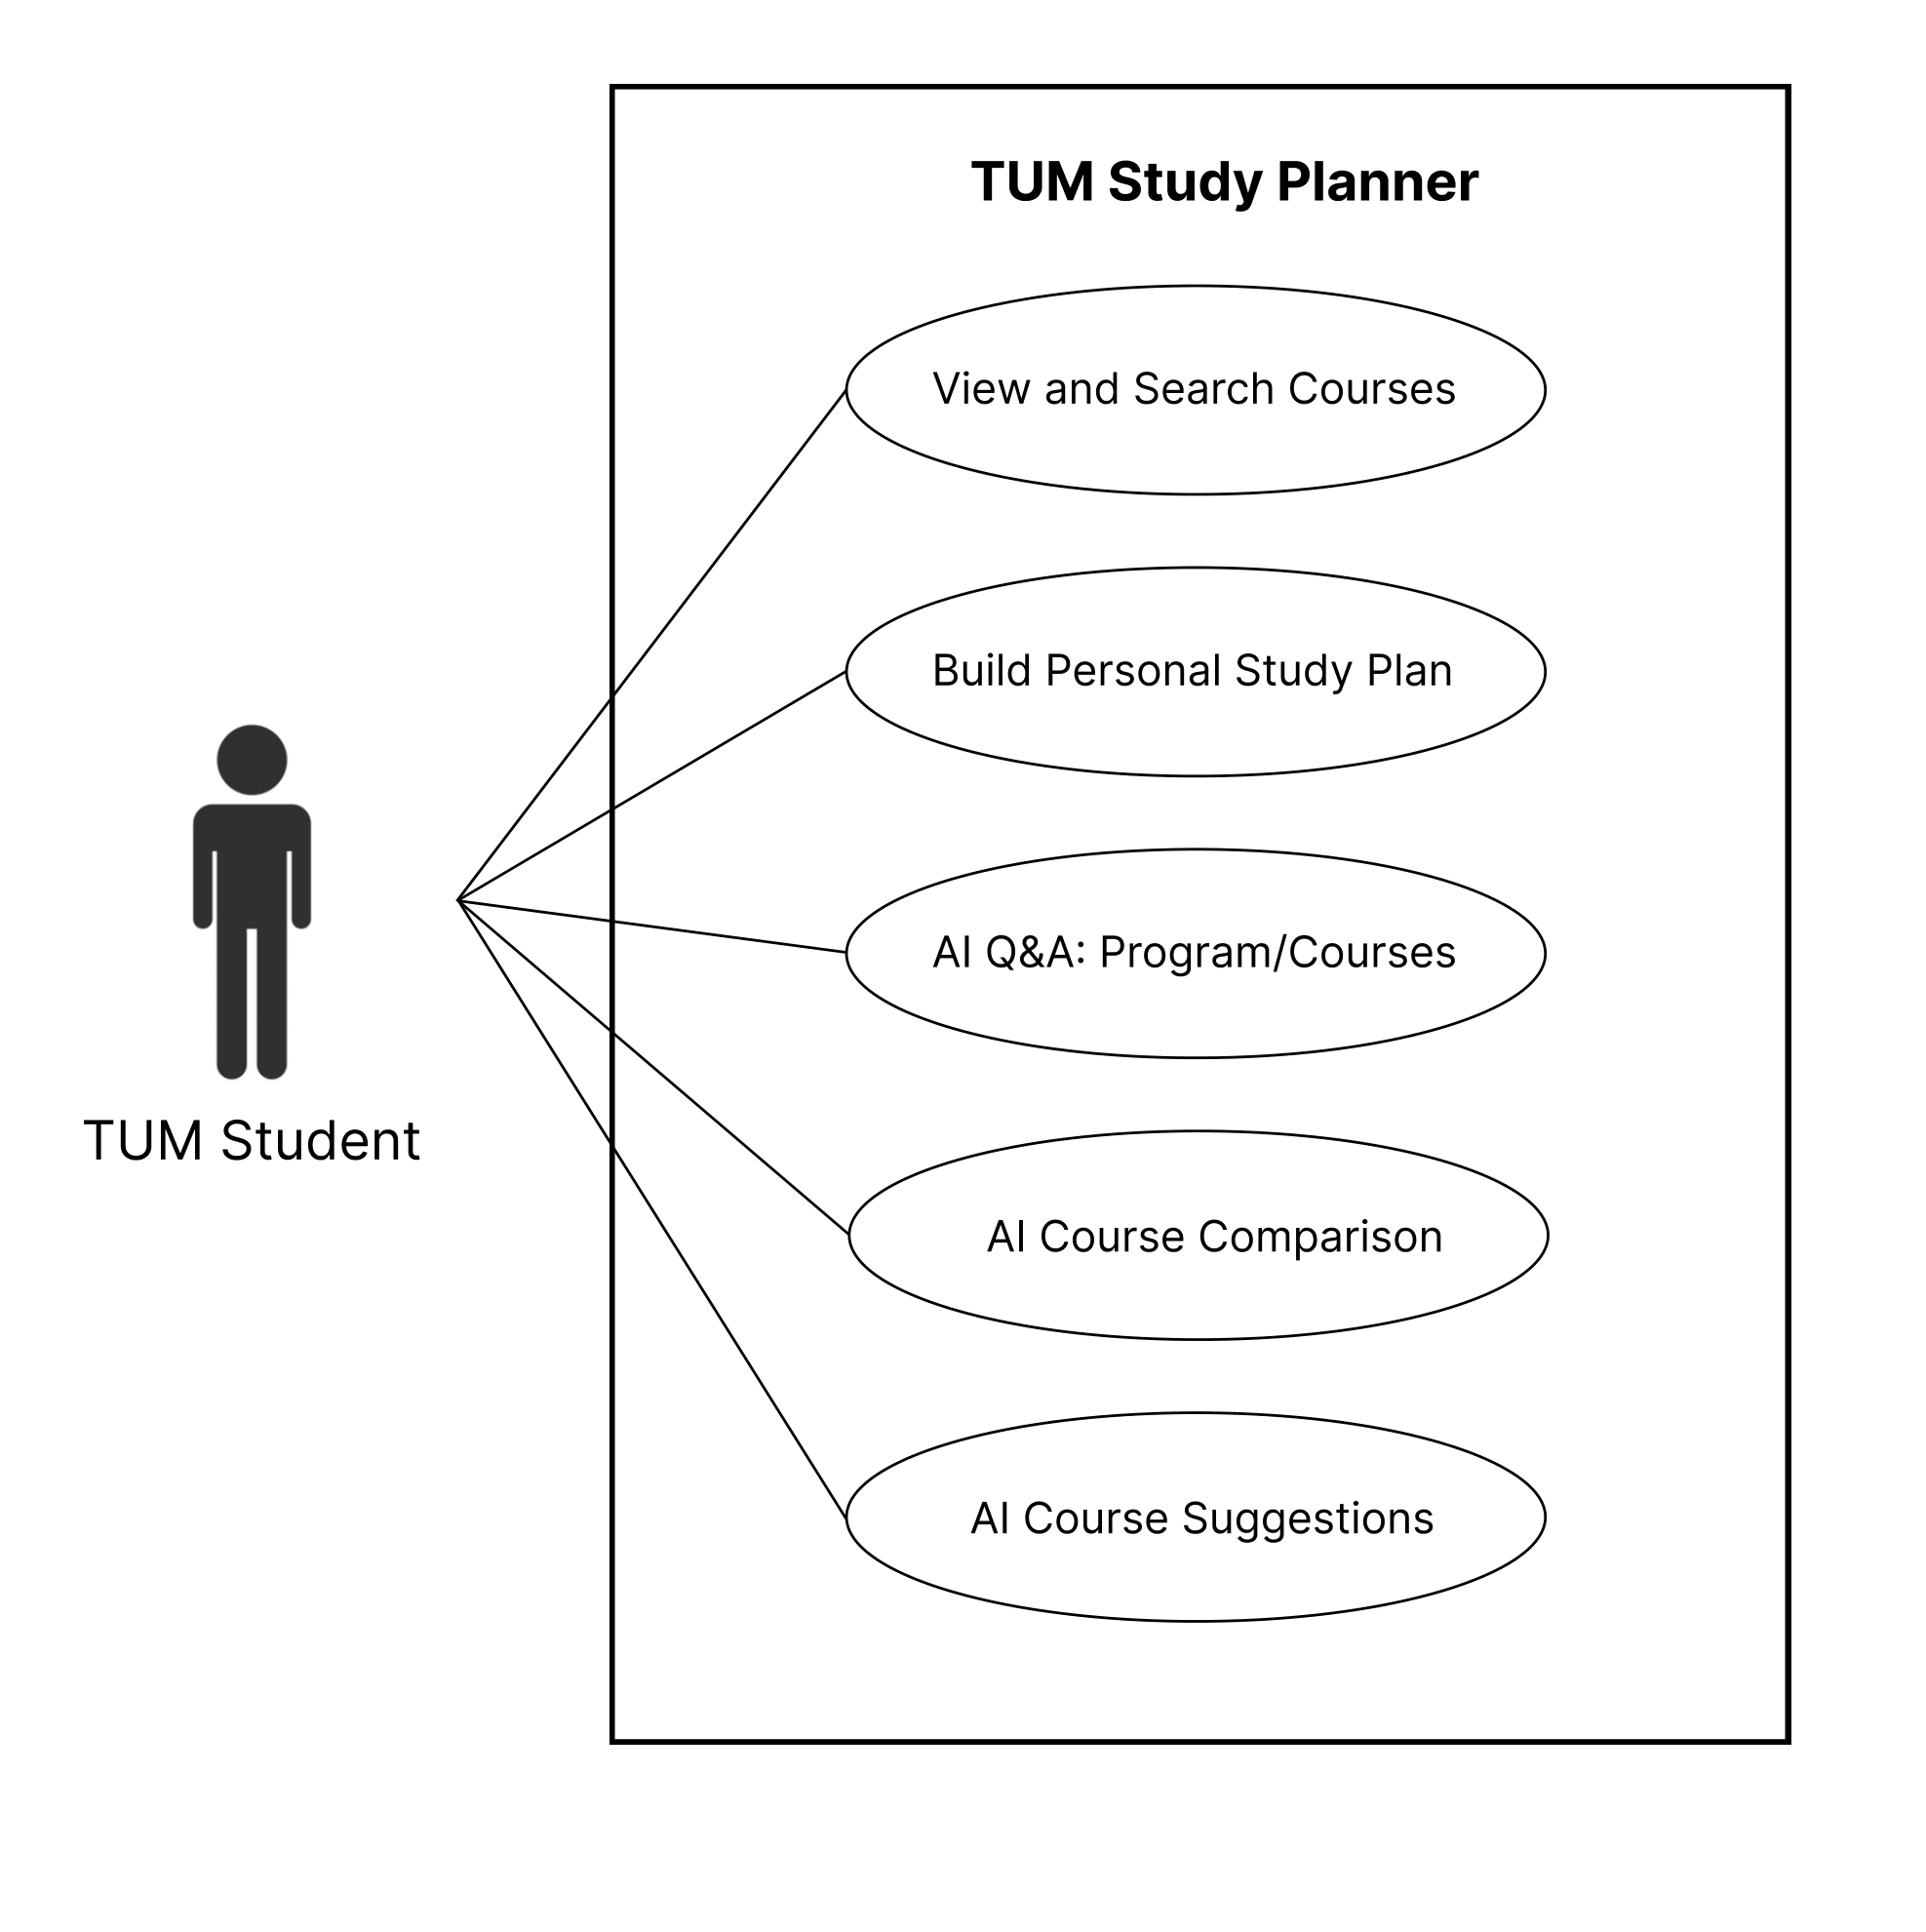 TUM Study Planner
View and Search Courses
Build Personal Study Plan
AI Q&A: Program/Courses
TUM Student
AI Course Comparison
AI Course Suggestions